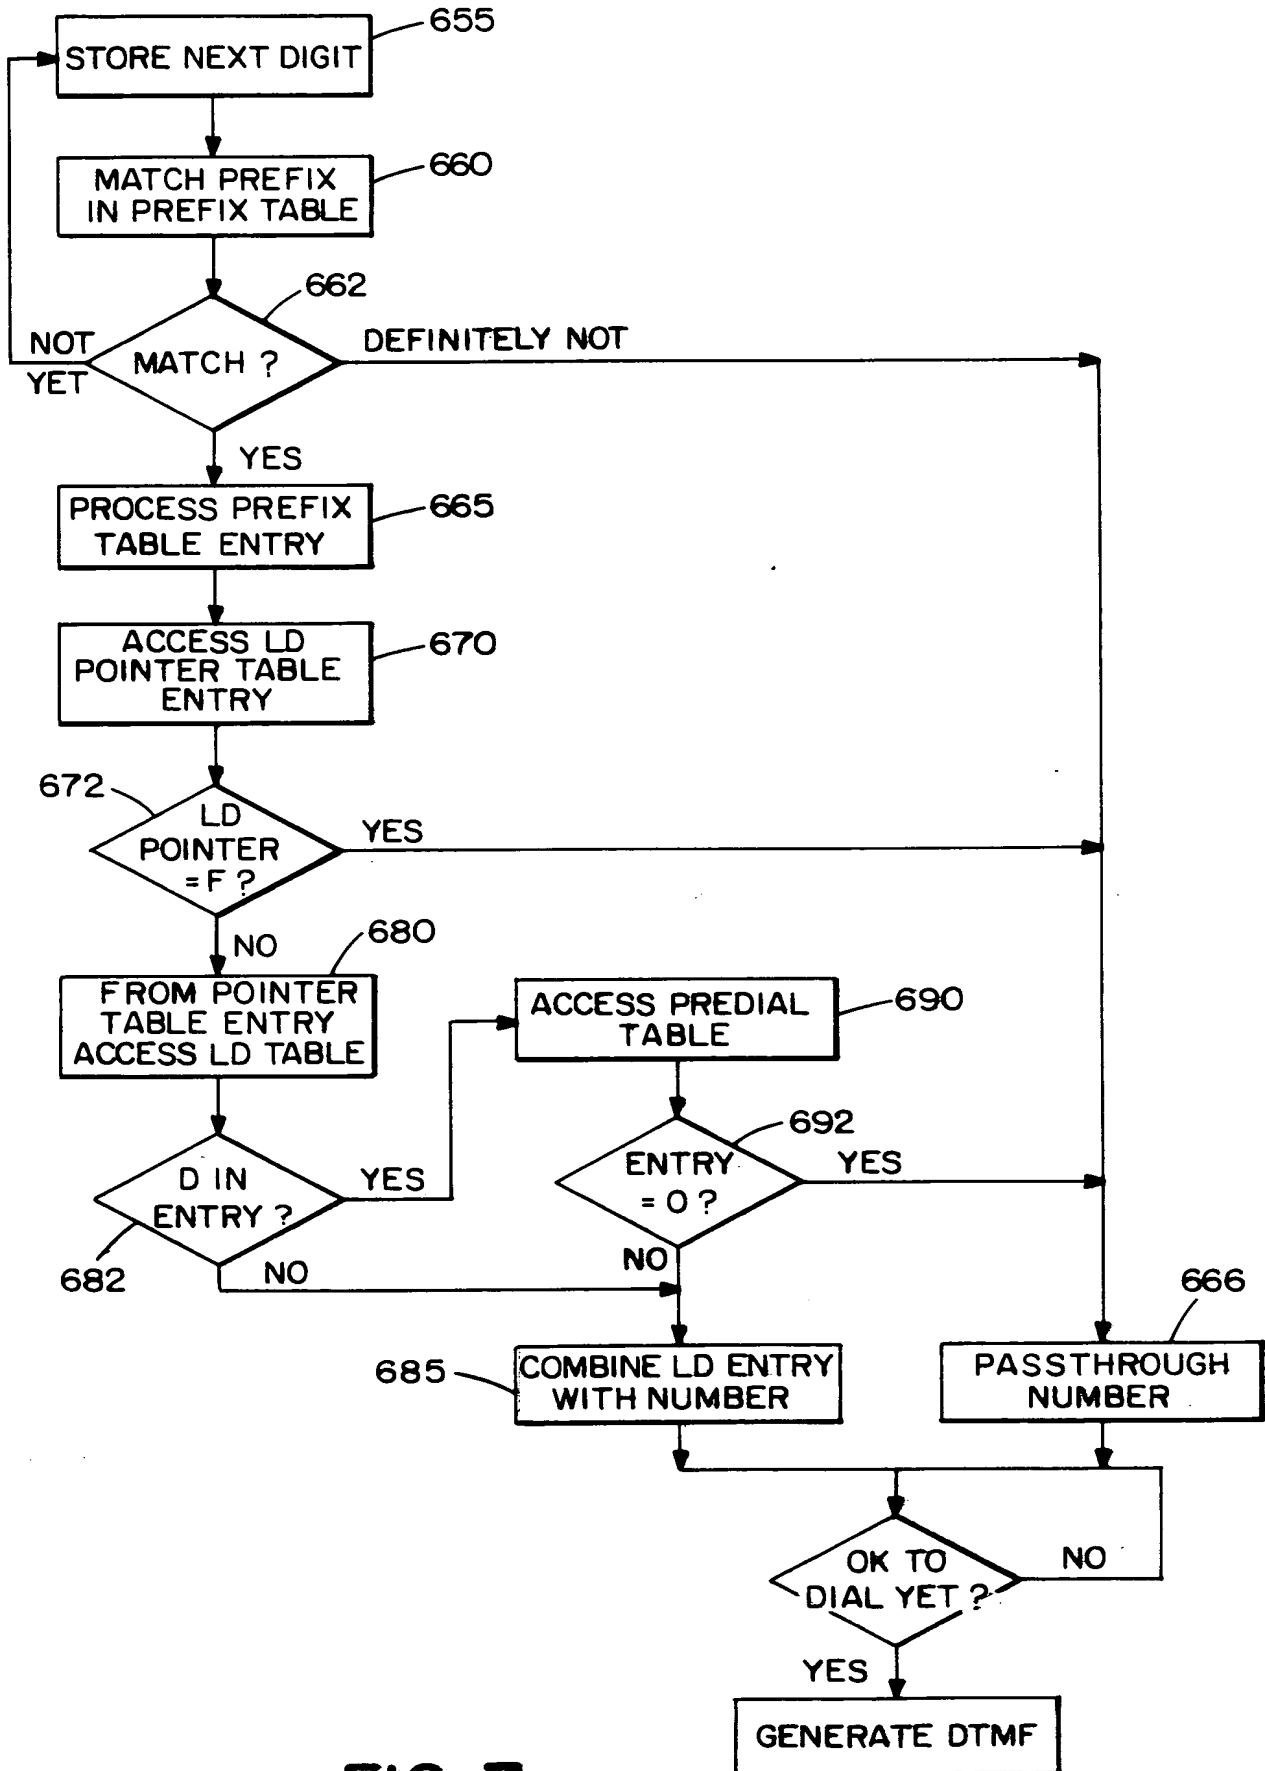 655
STORE NEXT DIGIT
660
MATCH PREFIX
IN PREFIX TABLE
662
NOT
YET
MATCH ?
DEFINITELY NOT
YES
PROCESS PREFIX
TABLE ENTRY
665
ACCESS LD
POINTER TABLE
ENTRY
670
672
LD
POINTER
=F ?
YES
NO
680
FROM POINTER
TABLE ENTRY
ACCESS LD TABLE
ACCESS PREDIAL
TABLE
690
692
D IN
ENTRY ?
YES
682
NO
ENTRY
= 0 ?
YES
NO
666
685
COMBINE LD ENTRY
WITH NUMBER
PASSTHROUGH
NUMBER
OK TO
DIAL YET ?
NO
YES
GENERATE DTMF